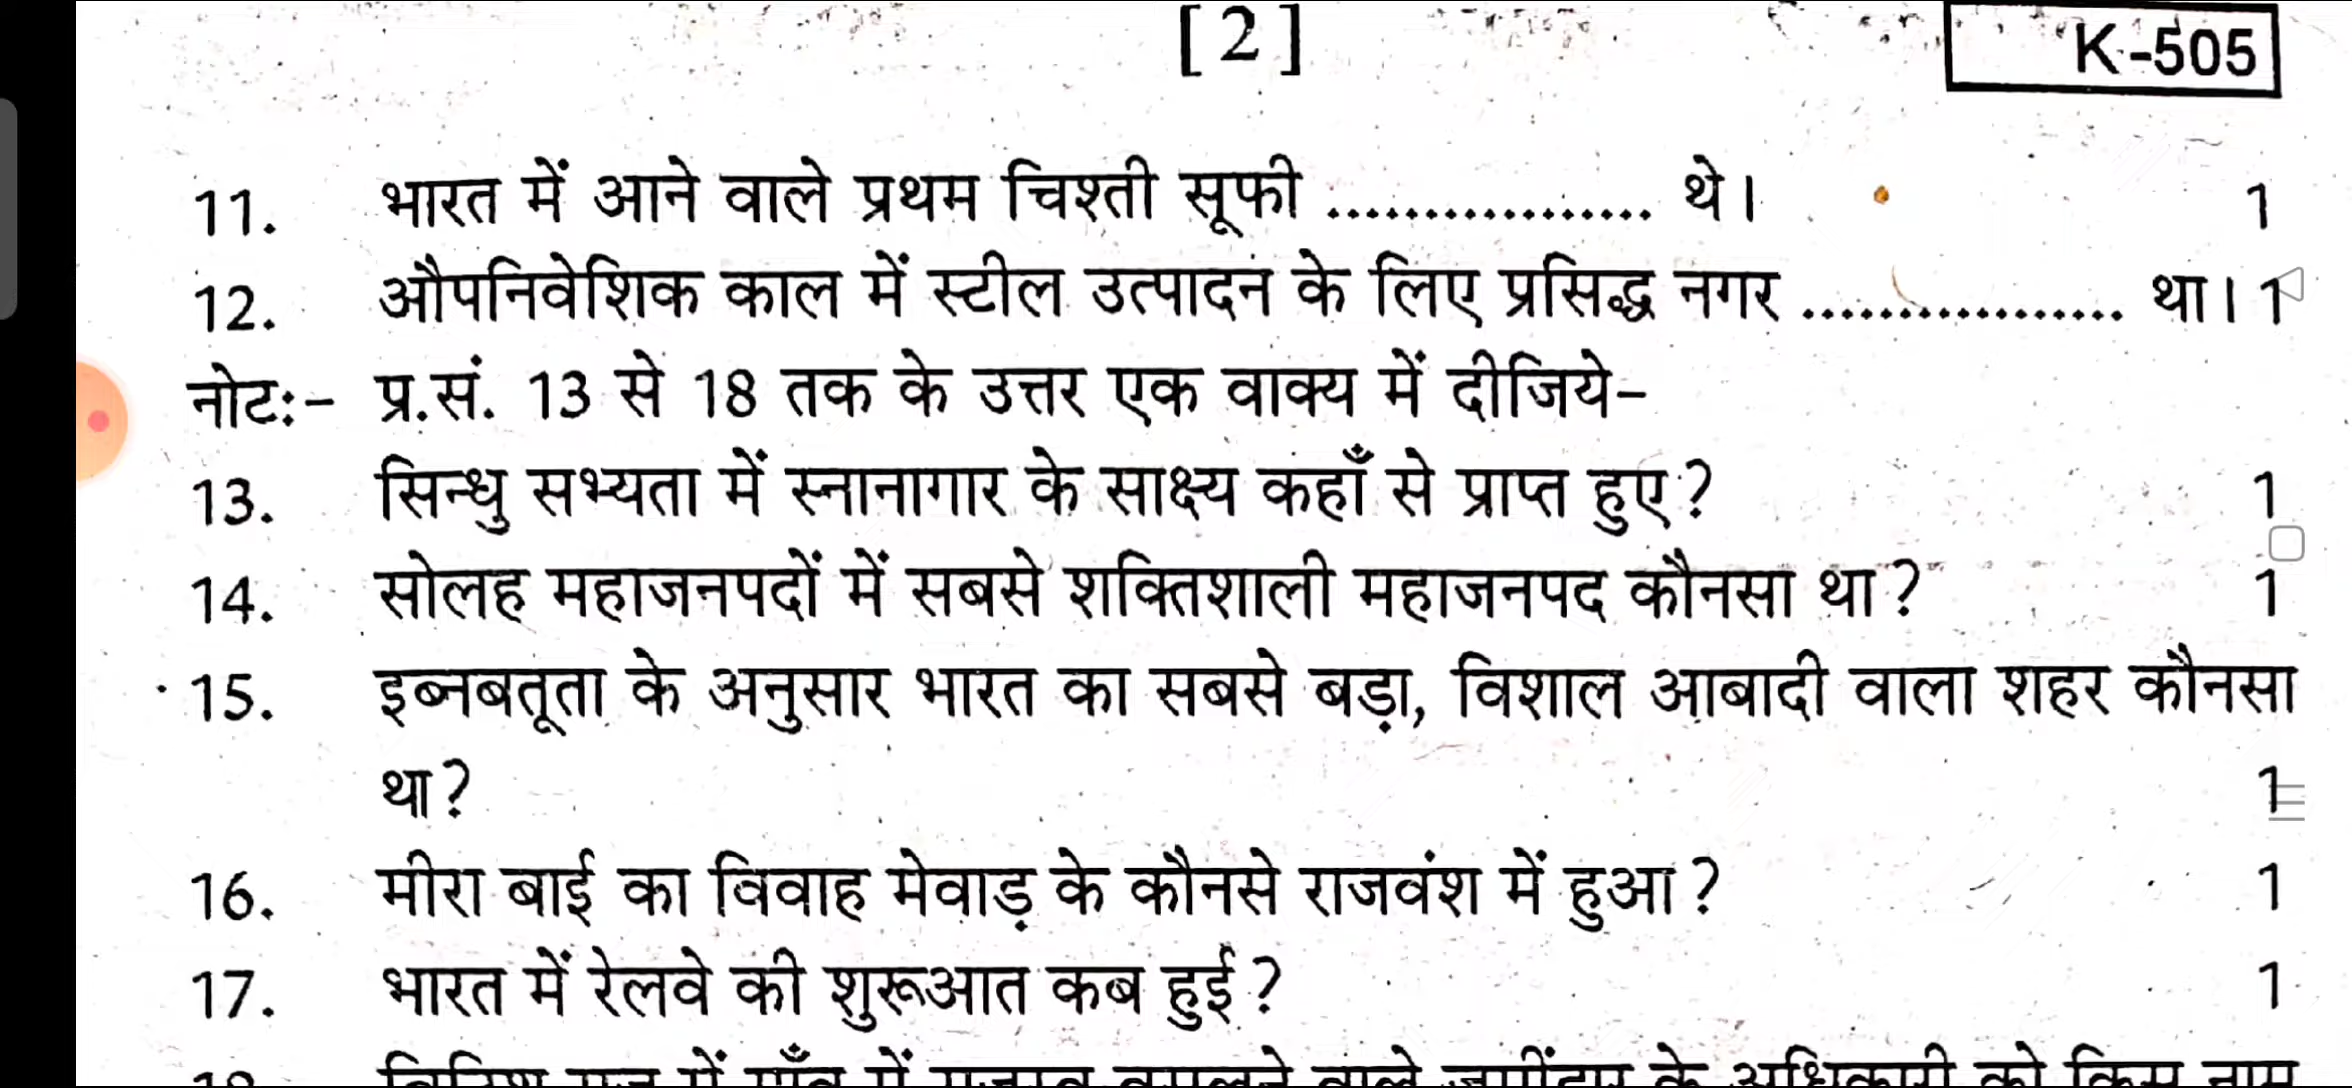 [2]
K-505
11. भारत में आने वाले प्रथम चिश्ती सूफी .................. थे। 1
12. औपनिवेशिक काल में स्टील उत्पादन के लिए प्रसिद्ध नगर .................. था। 1
नोटः- प्र.सं. 13 से 18 तक के उत्तर एक वाक्य में दीजिये-
13. सिन्धु सभ्यता में स्नानागार के साक्ष्य कहाँ से प्राप्त हुए? 1
14. सोलह महाजनपदों में सबसे शक्तिशाली महाजनपद कौनसा था? 1
15. इब्नबतूता के अनुसार भारत का सबसे बड़ा, विशाल आबादी वाला शहर कौनसा
था? 1
16. मीरा बाई का विवाह मेवाड़ के कौनसे राजवंश में हुआ? 1
17. भारत में रेलवे की शुरूआत कब हुई? 1
में गाँव में वाले जमींदार के अधिकारी को किस नाम